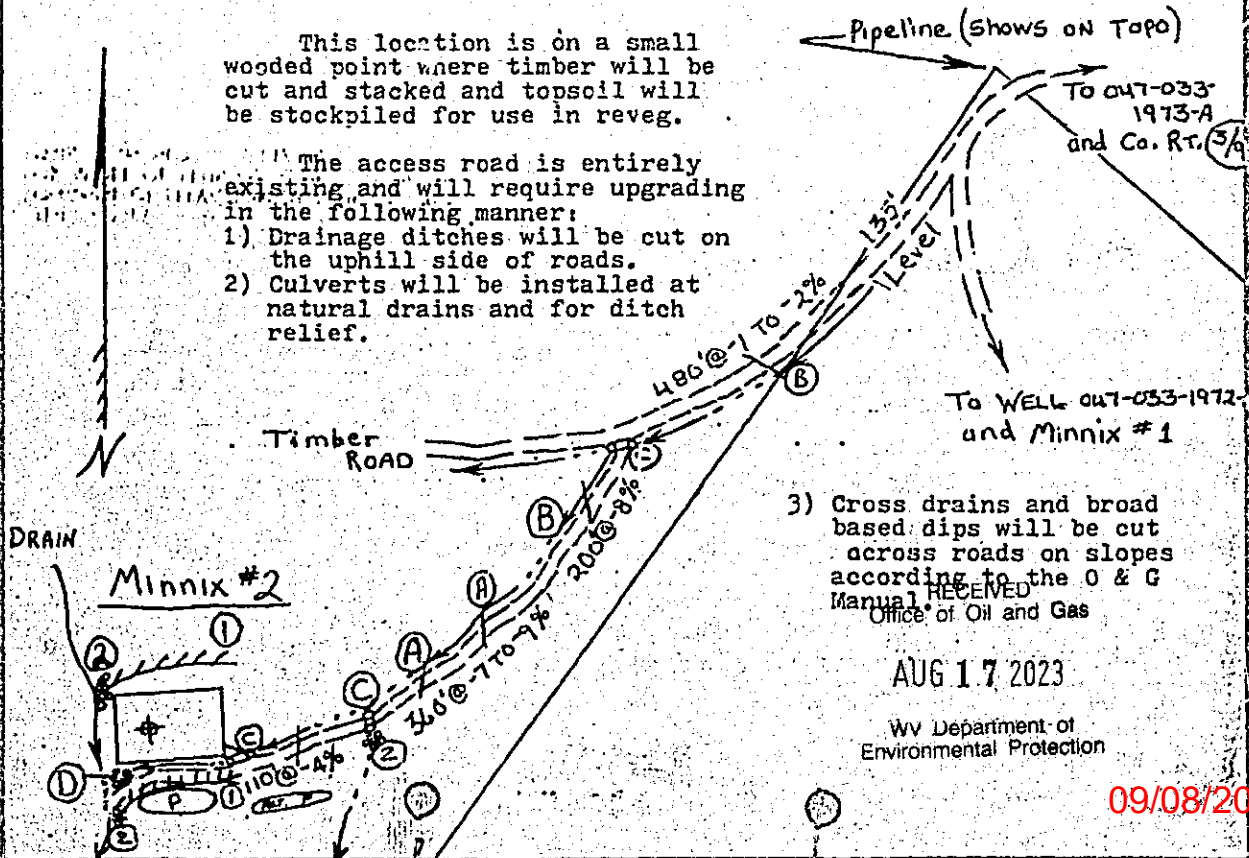 This location is on a small
wooded point where timber will be
cut and stacked and topsoil will
be stockpiled for use in reveg.
The access road is entirely
existing and will require upgrading
in the following manner:
1) Drainage ditches will be cut on
the uphill side of roads.
2) Culverts will be installed at
natural drains and for ditch
relief.
Pipeline (Shows on Topo)
To 047-033-
1973-A
and Co. RT. 3/9
135'
Level
480' @ -1 TO -2%
B
To WELL 047-033-1972-
and Minnix #1
Timber
ROAD
N
3) Cross drains and broad
based dips will be cut
across roads on slopes
according to the O & G
Manual.
RECEIVED
Office of Oil and Gas
AUG 17 2023
WV Department of
Environmental Protection
09/08/20
B
200' @ -8%
A
A
360' @ -7 TO -9%
C
2
DRAIN
Minnix #2
1
2
C
110 @ -4%
D
P
1
2